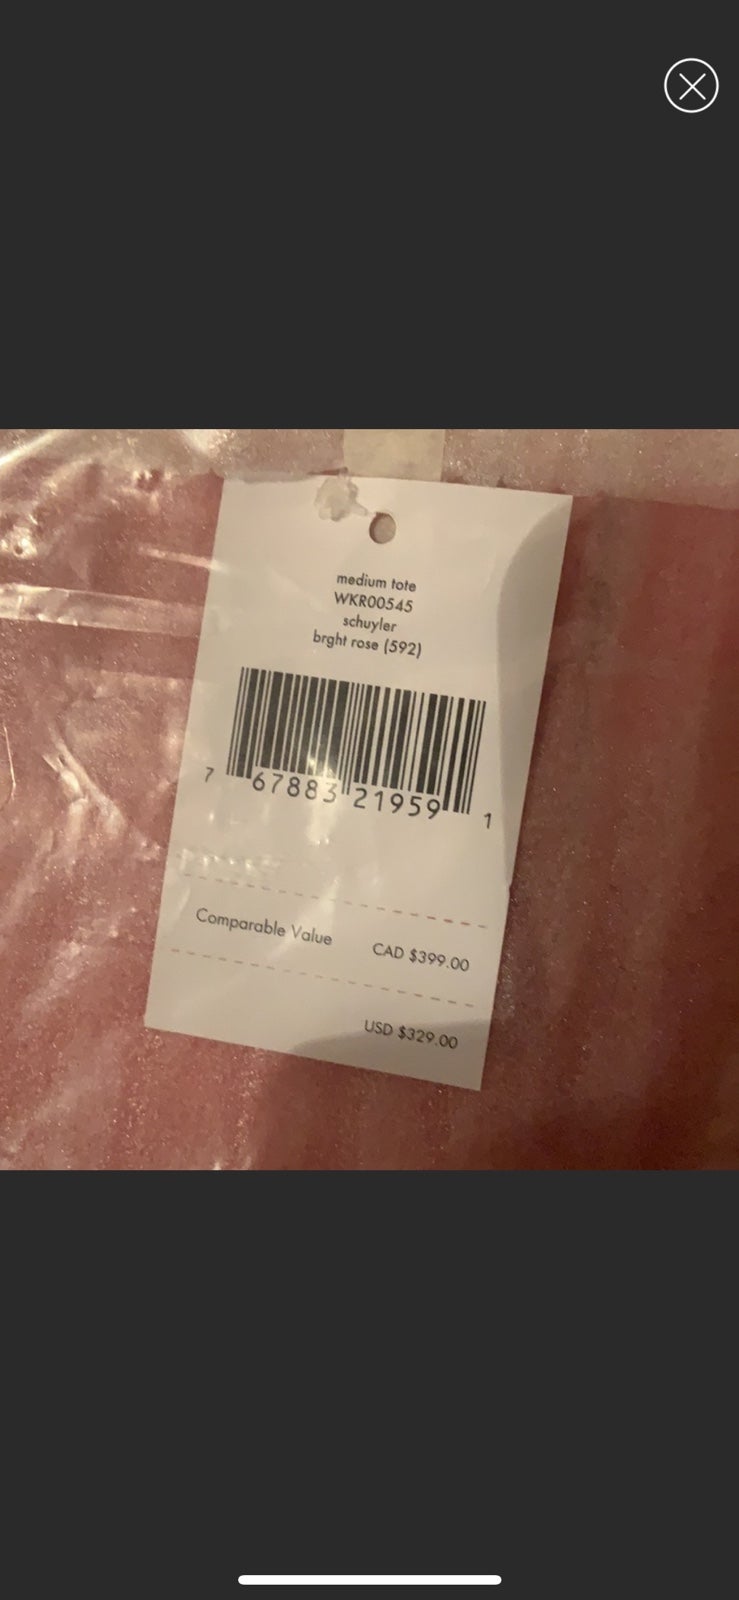 medium tote
WKR00545
schuyler
brght rose (592)
7 67883 21959 1
Comparable Value CAD $399.00
USD $329.00